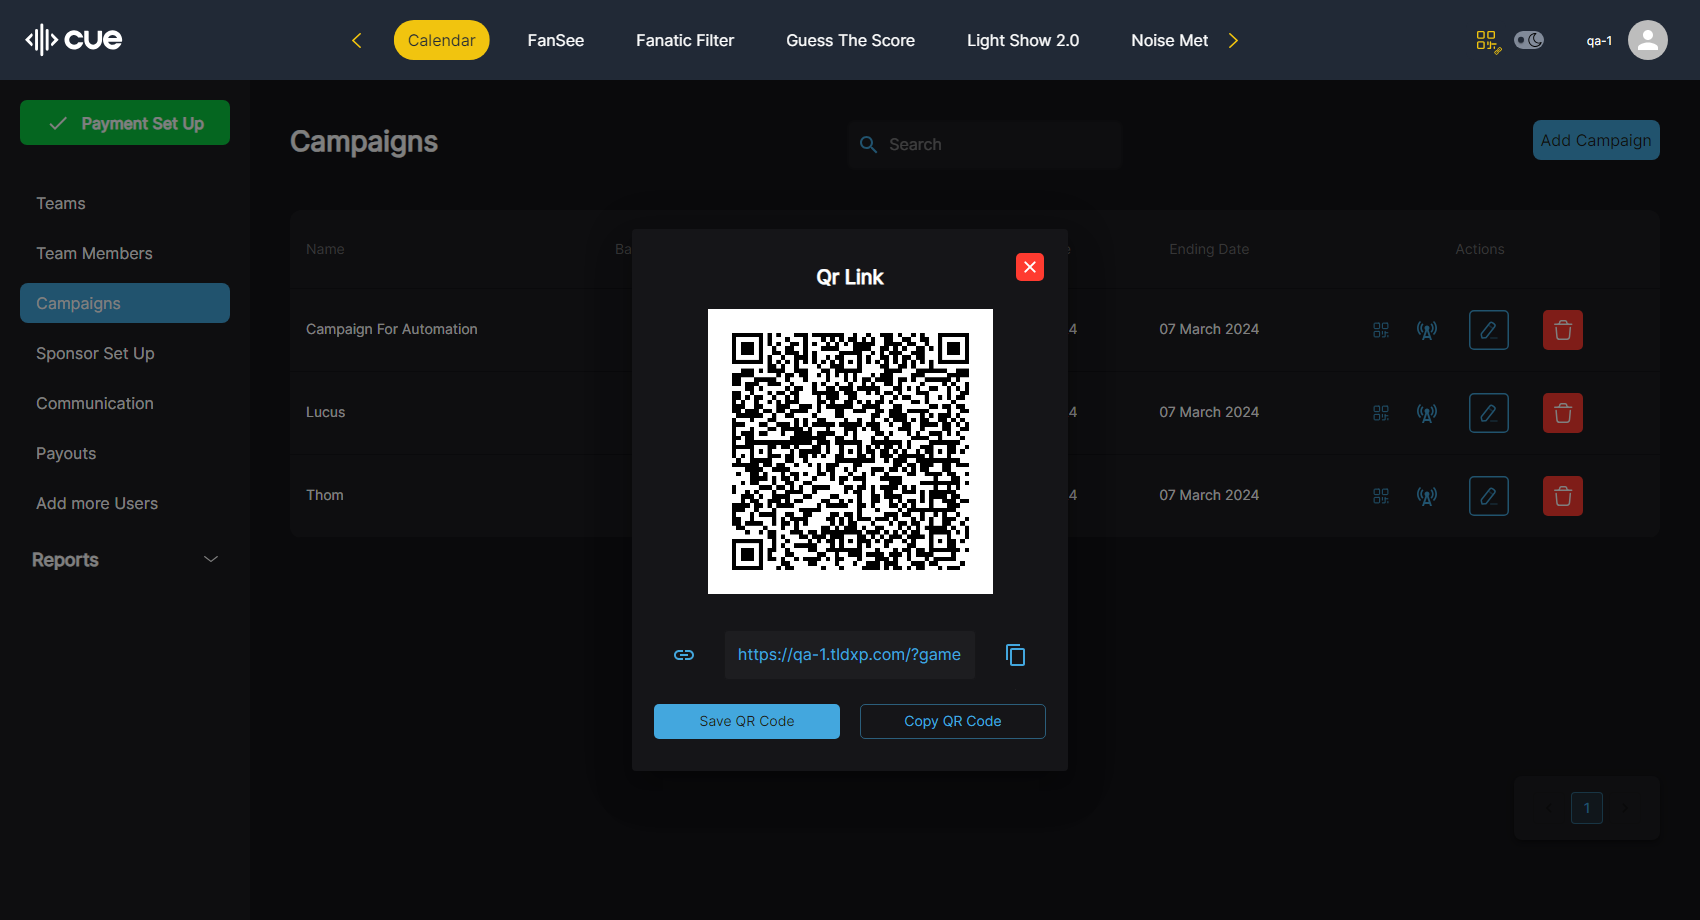 cue
Calendar
FanSee
Fanatic Filter
Guess The Score
Light Show 2.0
Noise Met
qa-1
Payment Set Up
Teams
Team Members
Campaigns
Sponsor Set Up
Communication
Payouts
Add more Users
Reports
Campaigns
Search
Add Campaign
Name
Ba
Ending Date
Actions
Campaign For Automation
4
07 March 2024
Lucus
4
07 March 2024
Thom
4
07 March 2024
Qr Link
https://qa-1.tldxp.com/?game
Save QR Code
Copy QR Code
1